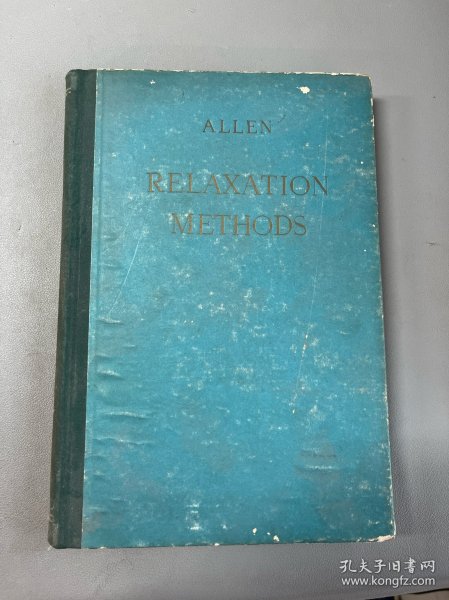 ALLEN
RELAXATION
METHODS
孔夫子旧书网
www.kongfz.com